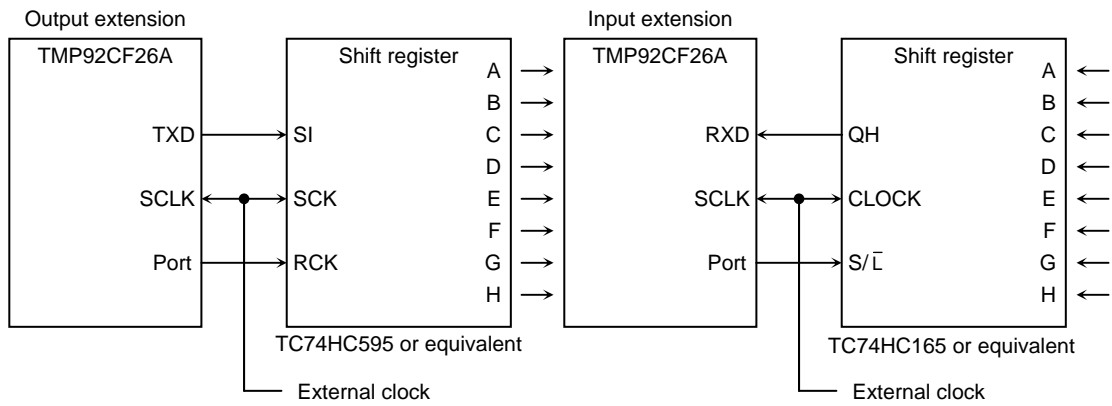 Output extension
TMP92CF26A
TXD
SCLK
Port
Shift register
SI
SCK
RCK
A
B
C
D
E
F
G
H
TC74HC595 or equivalent
External clock
Input extension
TMP92CF26A
RXD
SCLK
Port
Shift register
QH
CLOCK
S/L̅
A
B
C
D
E
F
G
H
TC74HC165 or equivalent
External clock